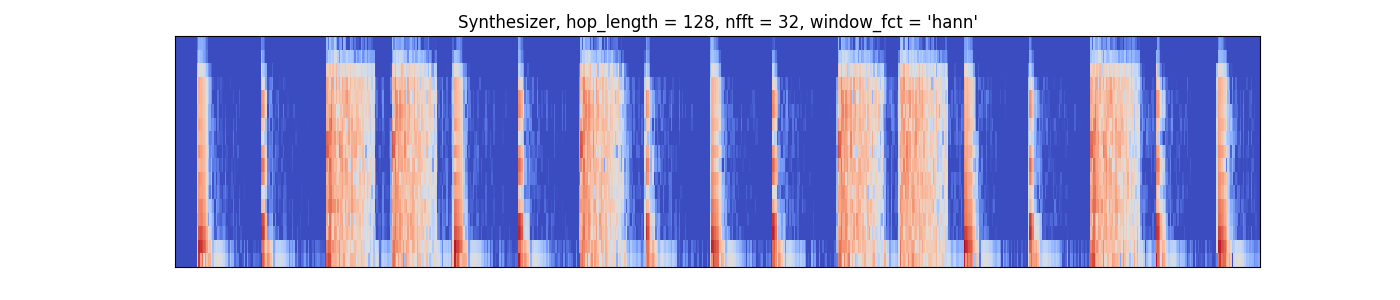 Synthesizer, hop_length = 128, nfft = 32, window_fct = 'hann'